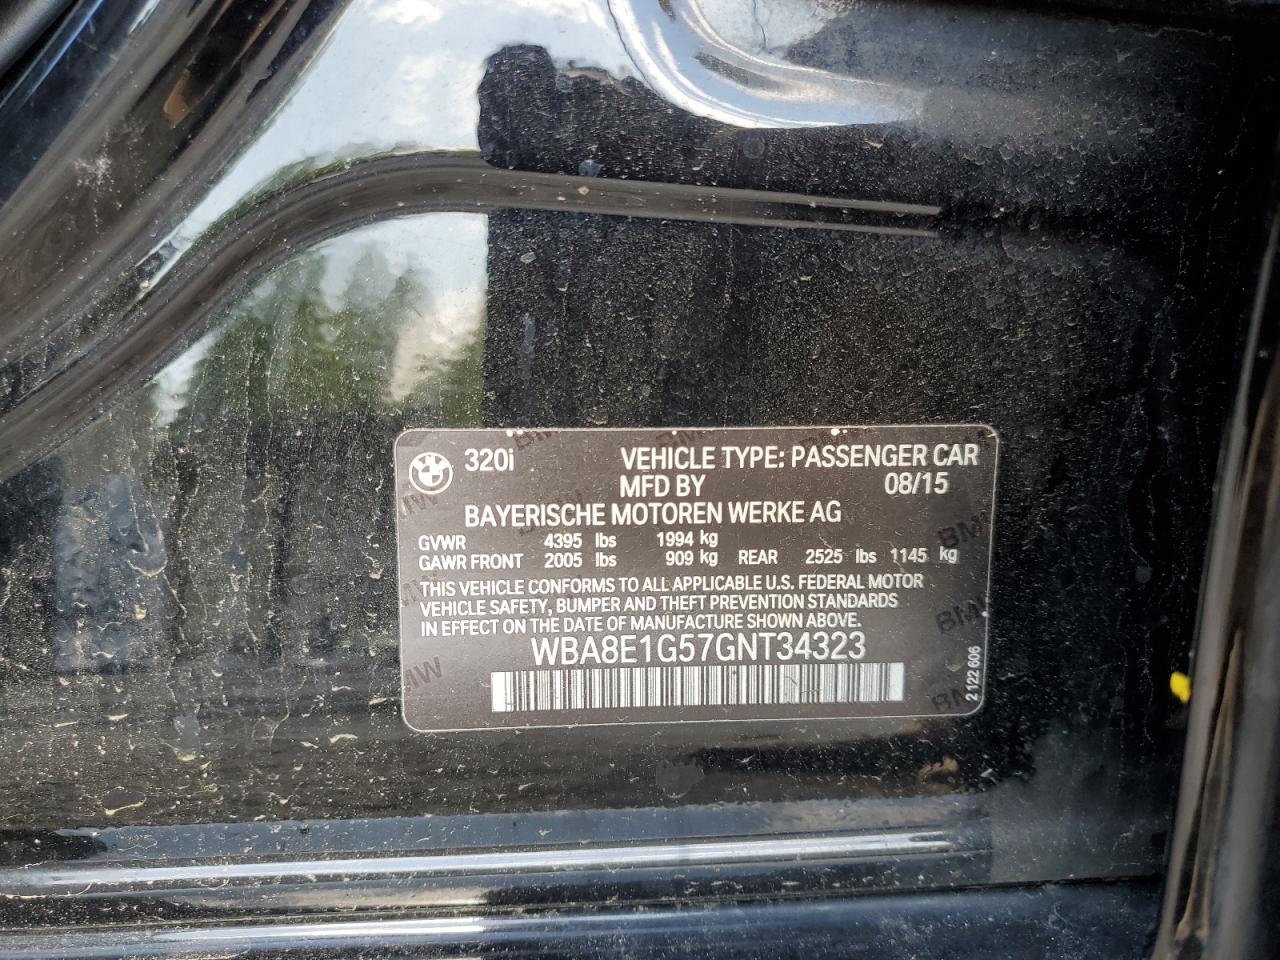 320i VEHICLE TYPE: PASSENGER CAR
MFD BY 08/15
BAYERISCHE MOTOREN WERKE AG
GVWR 4395 lbs 1994 kg
GAWR FRONT 2005 lbs 909 kg REAR 2525 lbs 1145 kg
THIS VEHICLE CONFORMS TO ALL APPLICABLE U.S. FEDERAL MOTOR
VEHICLE SAFETY, BUMPER AND THEFT PREVENTION STANDARDS
IN EFFECT ON THE DATE OF MANUFACTURE SHOWN ABOVE.
WBA8E1G57GNT34323
2 122 606